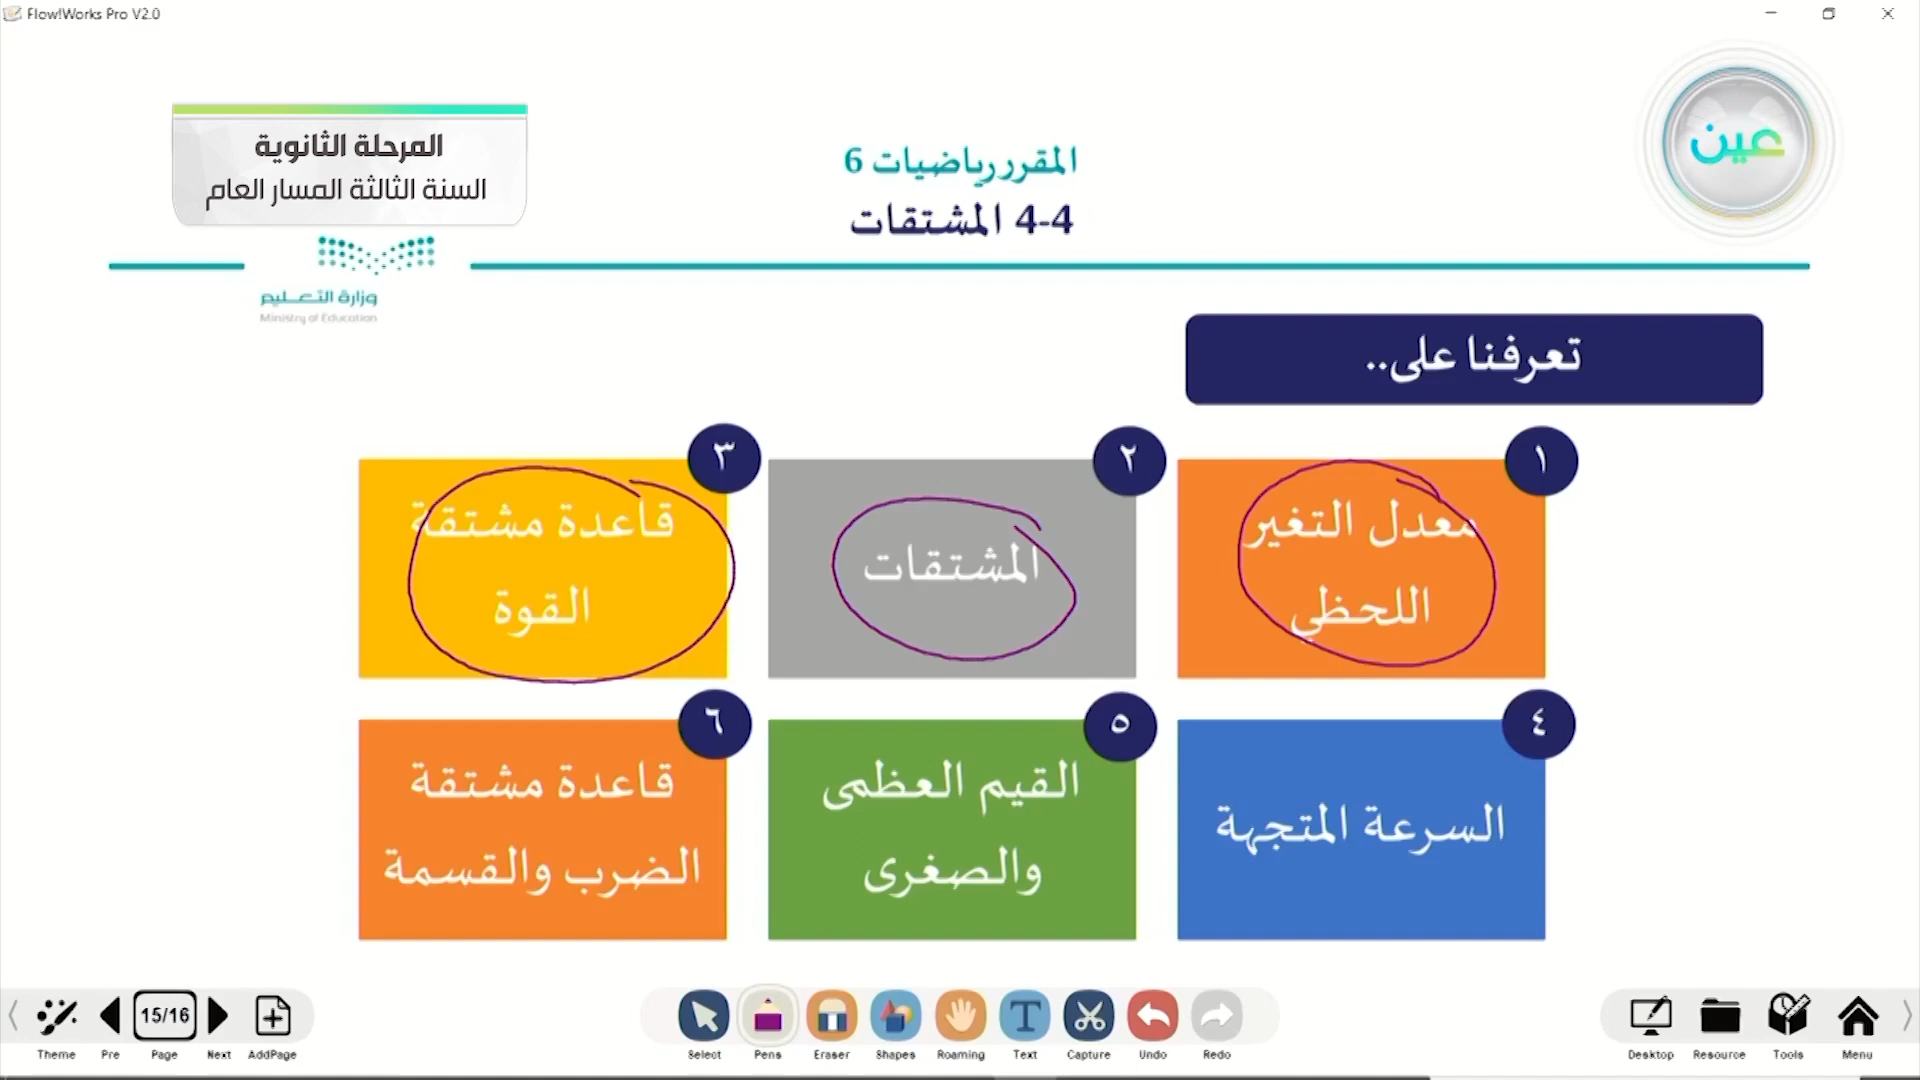 Flow!Works Pro V2.0
المرحلة الثانوية
السنة الثالثة المسار العام
المقرر رياضيات 6
4-4 المشتقات
عين
وزارة التعليم
Ministry of Education
تعرفنا على..
١
معدل التغير
اللحظي
٢
المشتقات
٣
قاعدة مشتقة
القوة
٤
السرعة المتجهة
٥
القيم العظمى
والصغرى
٦
قاعدة مشتقة
الضرب والقسمة
15/16
Theme Pre Page Next AddPage
Select Pens Eraser Shapes Roaming Text Capture Undo Redo
Desktop Resource Tools Menu